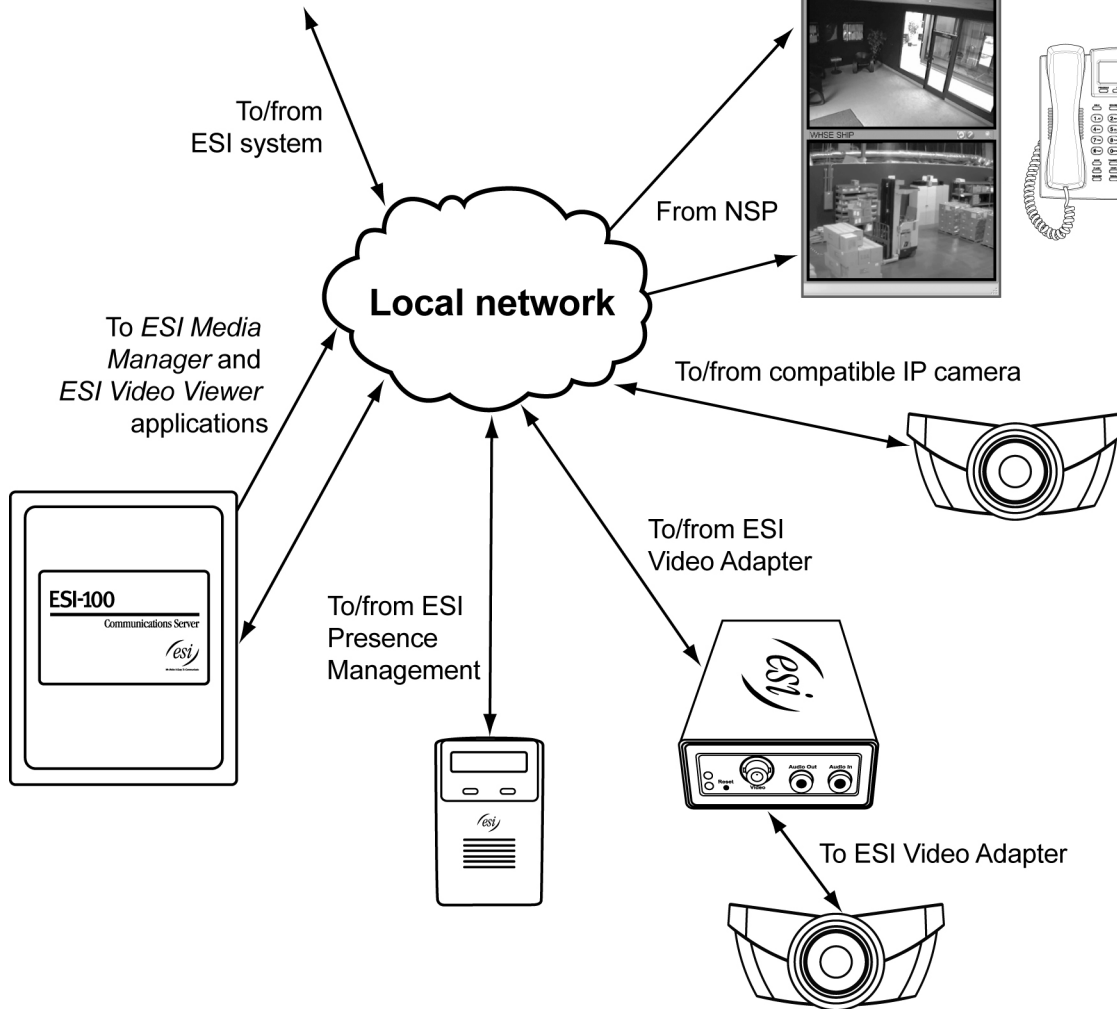 To/from
ESI system
WHSE SHIP
From NSP
Local network
To ESI Media
Manager and
ESI Video Viewer
applications
To/from compatible IP camera
To/from ESI
Video Adapter
ESI-100
Communications Server
esi
To/from ESI
Presence
Management
esi
esi
Reset
Video
Audio Out
Audio In
To ESI Video Adapter